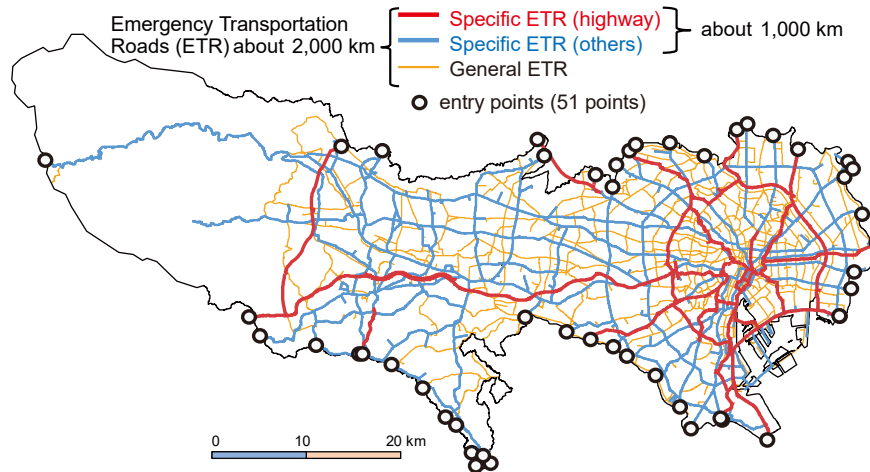 Emergency Transportation
Roads (ETR) about 2,000 km
Specific ETR (highway)
Specific ETR (others)
General ETR
about 1,000 km
entry points (51 points)
0 10 20 km